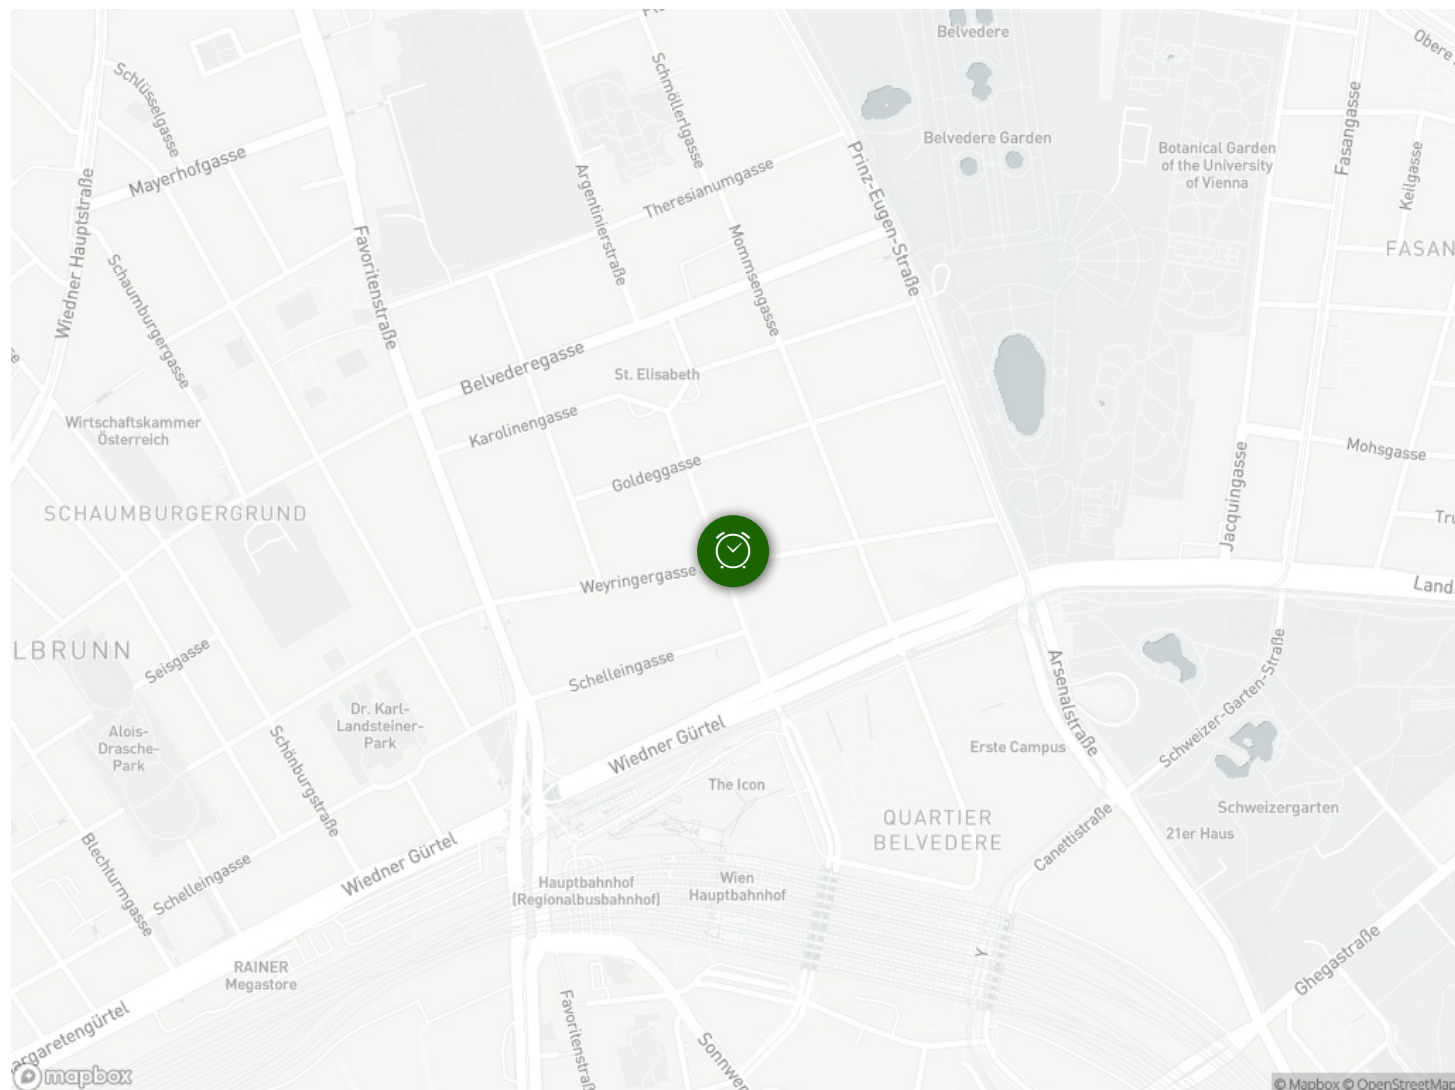 Belvedere
Obere
Schlüsselgasse
Schmöllerlgasse
Fasangasse
Mayerhofgasse
Belvedere Garden
Botanical Garden
of the University
of Vienna
Keilgasse
Prinz-Eugen-Straße
Theresianumgasse
Argentinierstraße
Wiedner Hauptstraße
Favoritenstraße
Mommsengasse
FASAN
Schaumburgergasse
Belvederegasse
St. Elisabeth
Wirtschaftskammer
Österreich
Karolinengasse
Mohsgasse
Goldeggasse
Jacquingasse
SCHAUMBURGERGRUND
Tru
Weyringergasse
Land
LBRUNN
Seisgasse
Schelleingasse
Arsenalstraße
Schweizer-Garten-Straße
Dr. Karl-
Landsteiner-
Park
Alois-
Drasche-
Park
Schönburgstraße
Wiedner Gürtel
Erste Campus
The Icon
QUARTIER
BELVEDERE
Schweizergarten
21er Haus
Canettistraße
Blechturmgasse
Schelleingasse
Wiedner Gürtel
Hauptbahnhof
(Regionalbusbahnhof)
Wien
Hauptbahnhof
RAINER
Megastore
Ghegastraße
Favoritenstraß
Sonnwe
argaretengürtel
mapbox
© Mapbox © OpenStreetMap